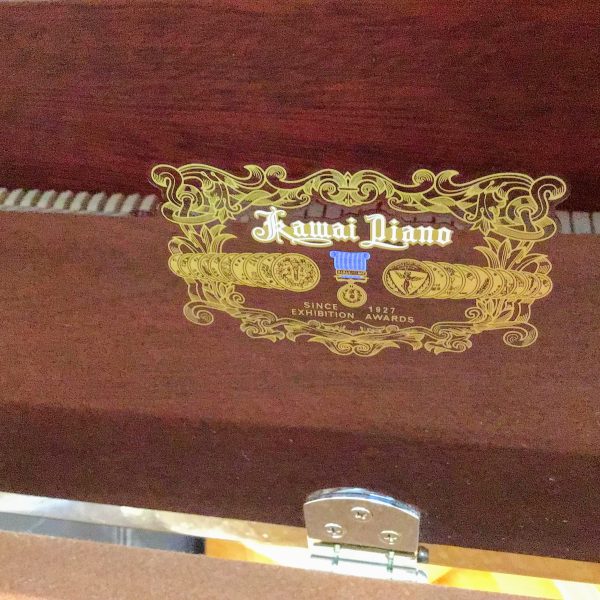 Kawai Piano
SINCE 1927
EXHIBITION AWARDS